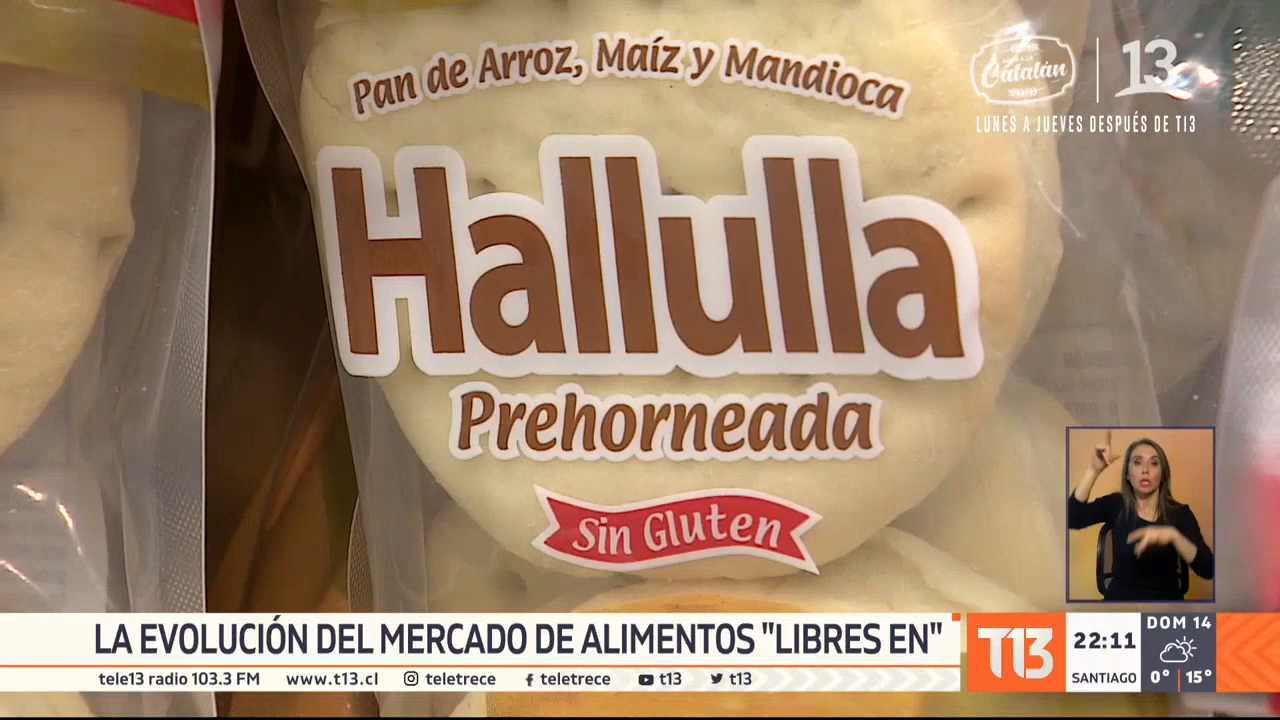 Pan de Arroz, Maíz y Mandioca
Hallulla
Prehorneada
Sin Gluten
Catalán
13
LUNES A JUEVES DESPUÉS DE T13
LA EVOLUCIÓN DEL MERCADO DE ALIMENTOS "LIBRES EN"
tele13 radio 103.3 FM www.t13.cl teletrece teletrece t13 t13
T13
22:11
SANTIAGO
DOM 14
0° 15°